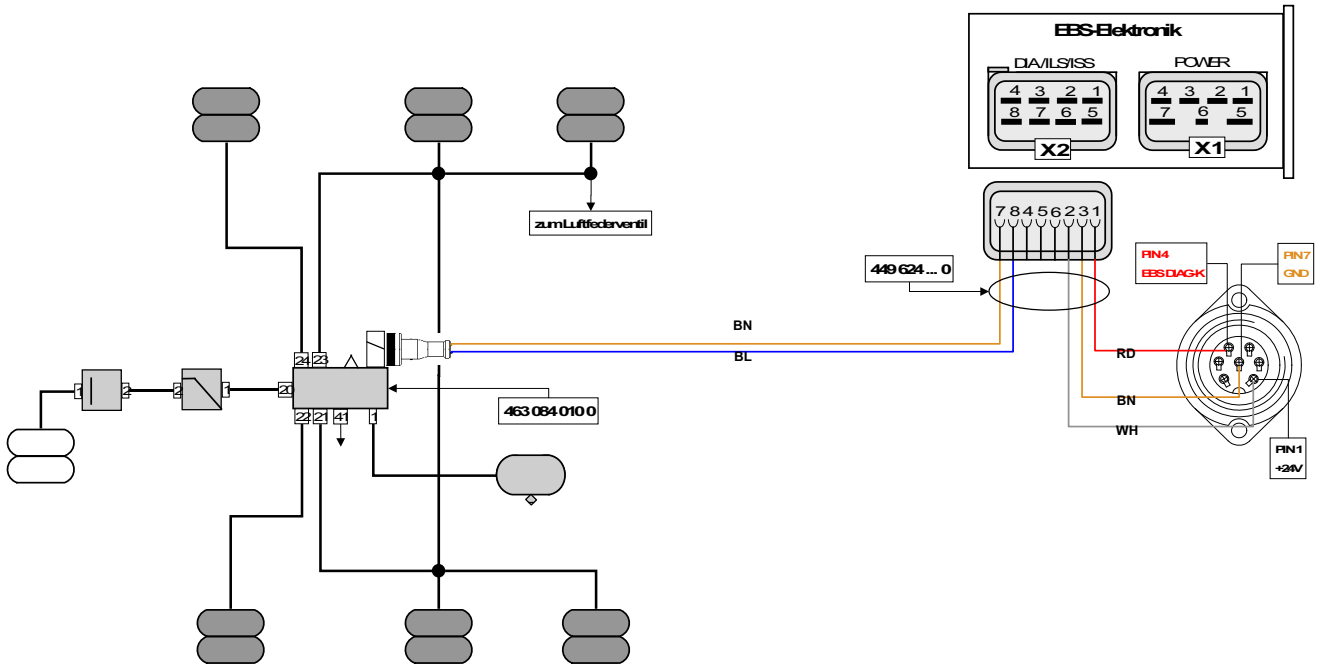 EBS-Elektronik
DIA/ILS/ISS
POWER
4 3 2 1
4 3 2 1
8 7 6 5
7 6 5
X2
X1
zum Luftfederventil
7 8 4 5 6 2 3 1
449 624 ... 0
PIN4
EBS DIAG-K
PIN7
GND
BN
BL
RD
BN
WH
PIN1
+24V
24 23
1 2 2 1 20
22 21 41 1
463 084 010 0